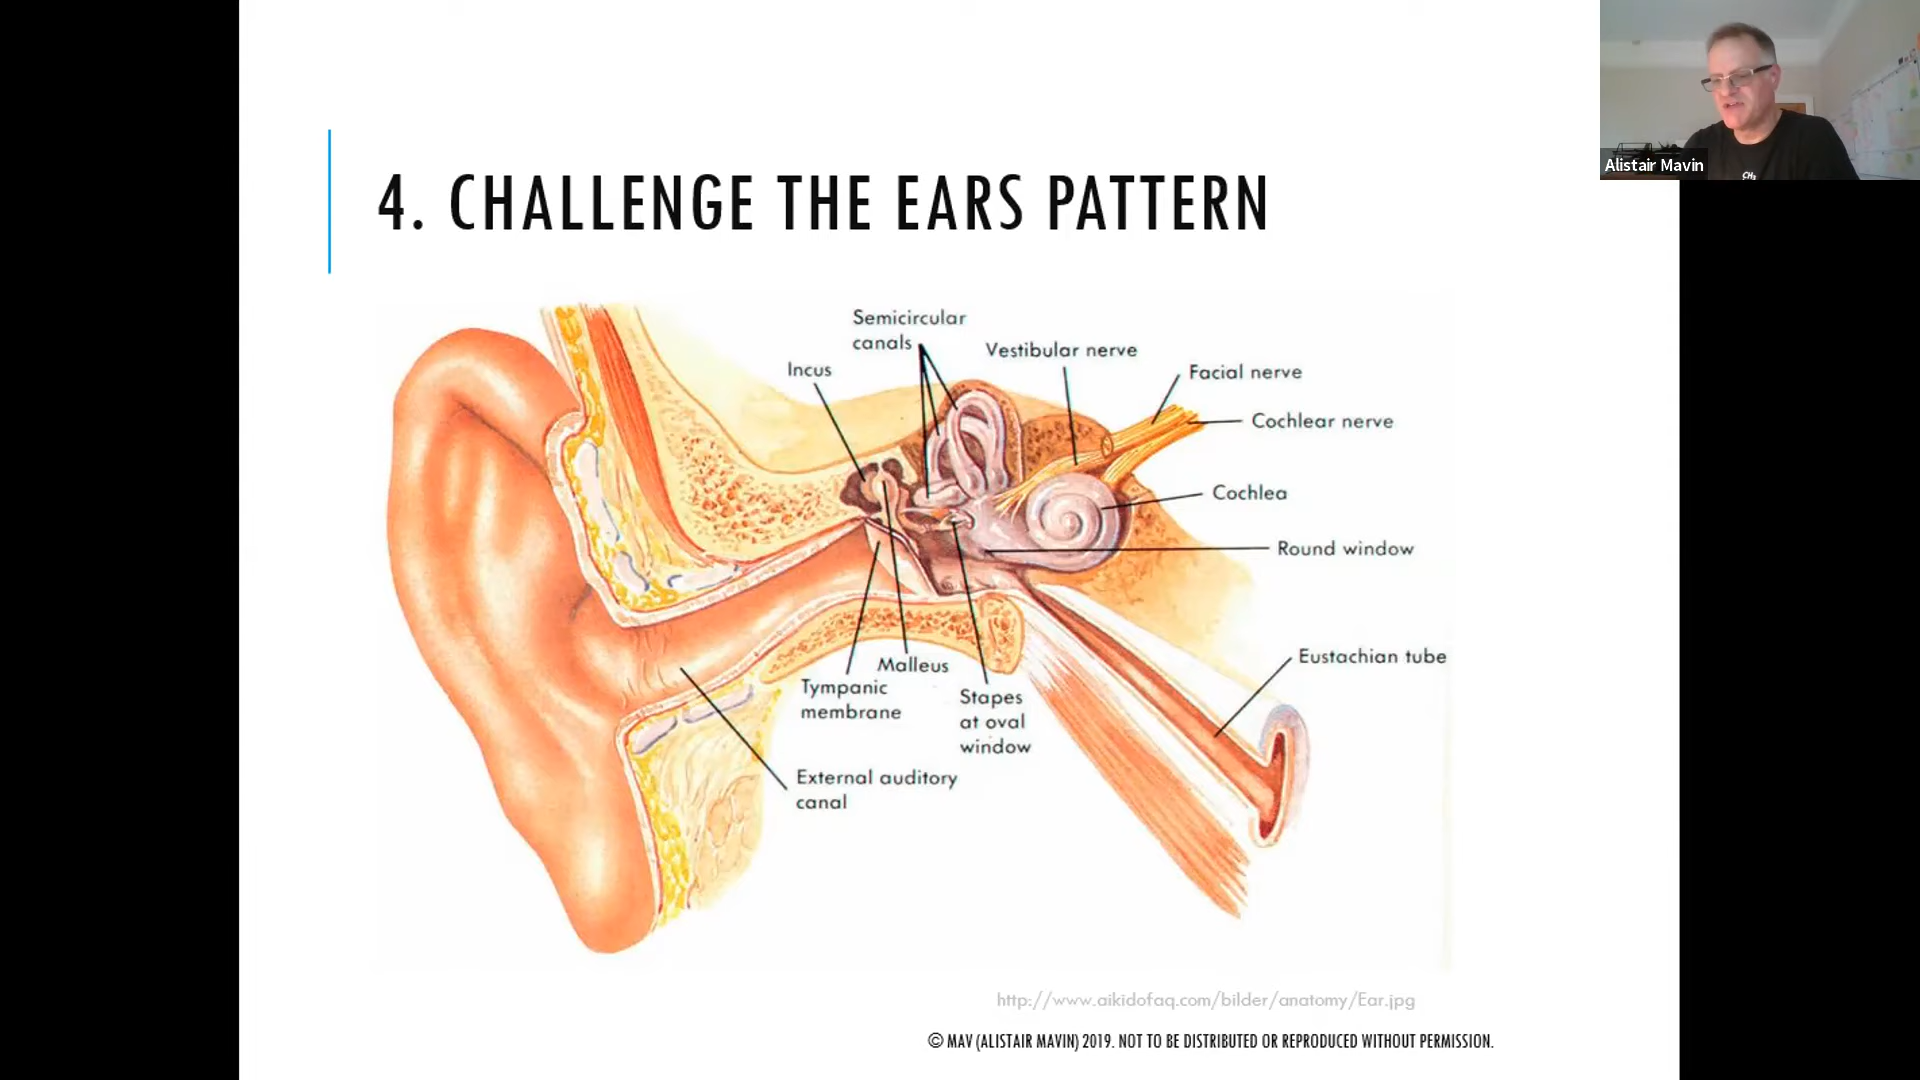 4. CHALLENGE THE EARS PATTERN
Alistair Mavin
CH₃
Semicircular
canals
Vestibular nerve
Incus
Facial nerve
Cochlear nerve
Cochlea
Round window
Eustachian tube
Malleus
Tympanic
membrane
Stapes
at oval
window
External auditory
canal
http://www.aikidofaq.com/bilder/anatomy/Ear.jpg
© MAV (ALISTAIR MAVIN) 2019. NOT TO BE DISTRIBUTED OR REPRODUCED WITHOUT PERMISSION.